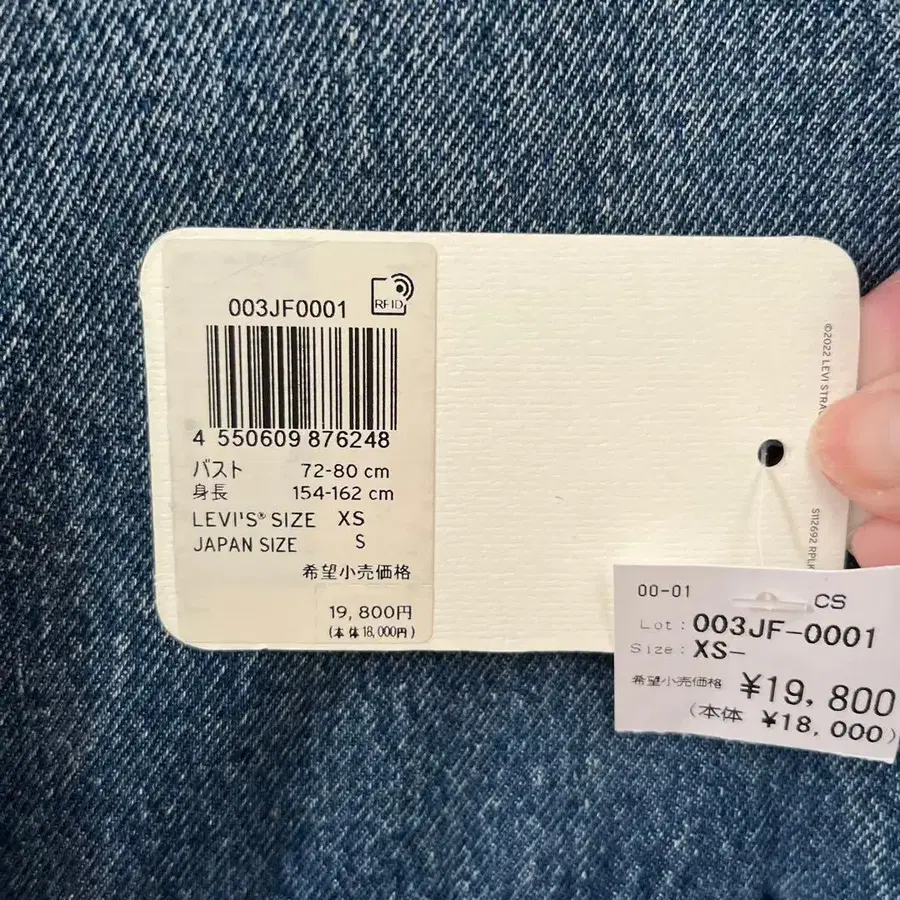 003JF0001
RFID
4 550609 876248
バスト 72-80 cm
身長 154-162 cm
LEVI'S® SIZE XS
JAPAN SIZE S
希望小売価格
19,800円
(本体18,000円)
©2022 LEVI
S112692
00-01 CS
Lot: 003JF-0001
Size: XS-
希望小売価格 ¥19,800
(本体 ¥18,000)